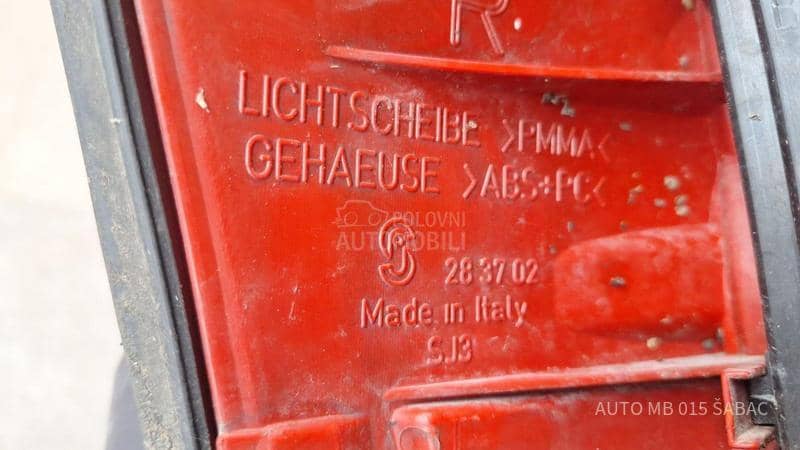 R
LICHTSCHEIBE >PMMA<
GEHAEUSE >ABS+PC<
POLOVNI
AUTOMOBILI
28 37 02
Made in Italy
SJ3
AUTO MB 015 ŠABAC